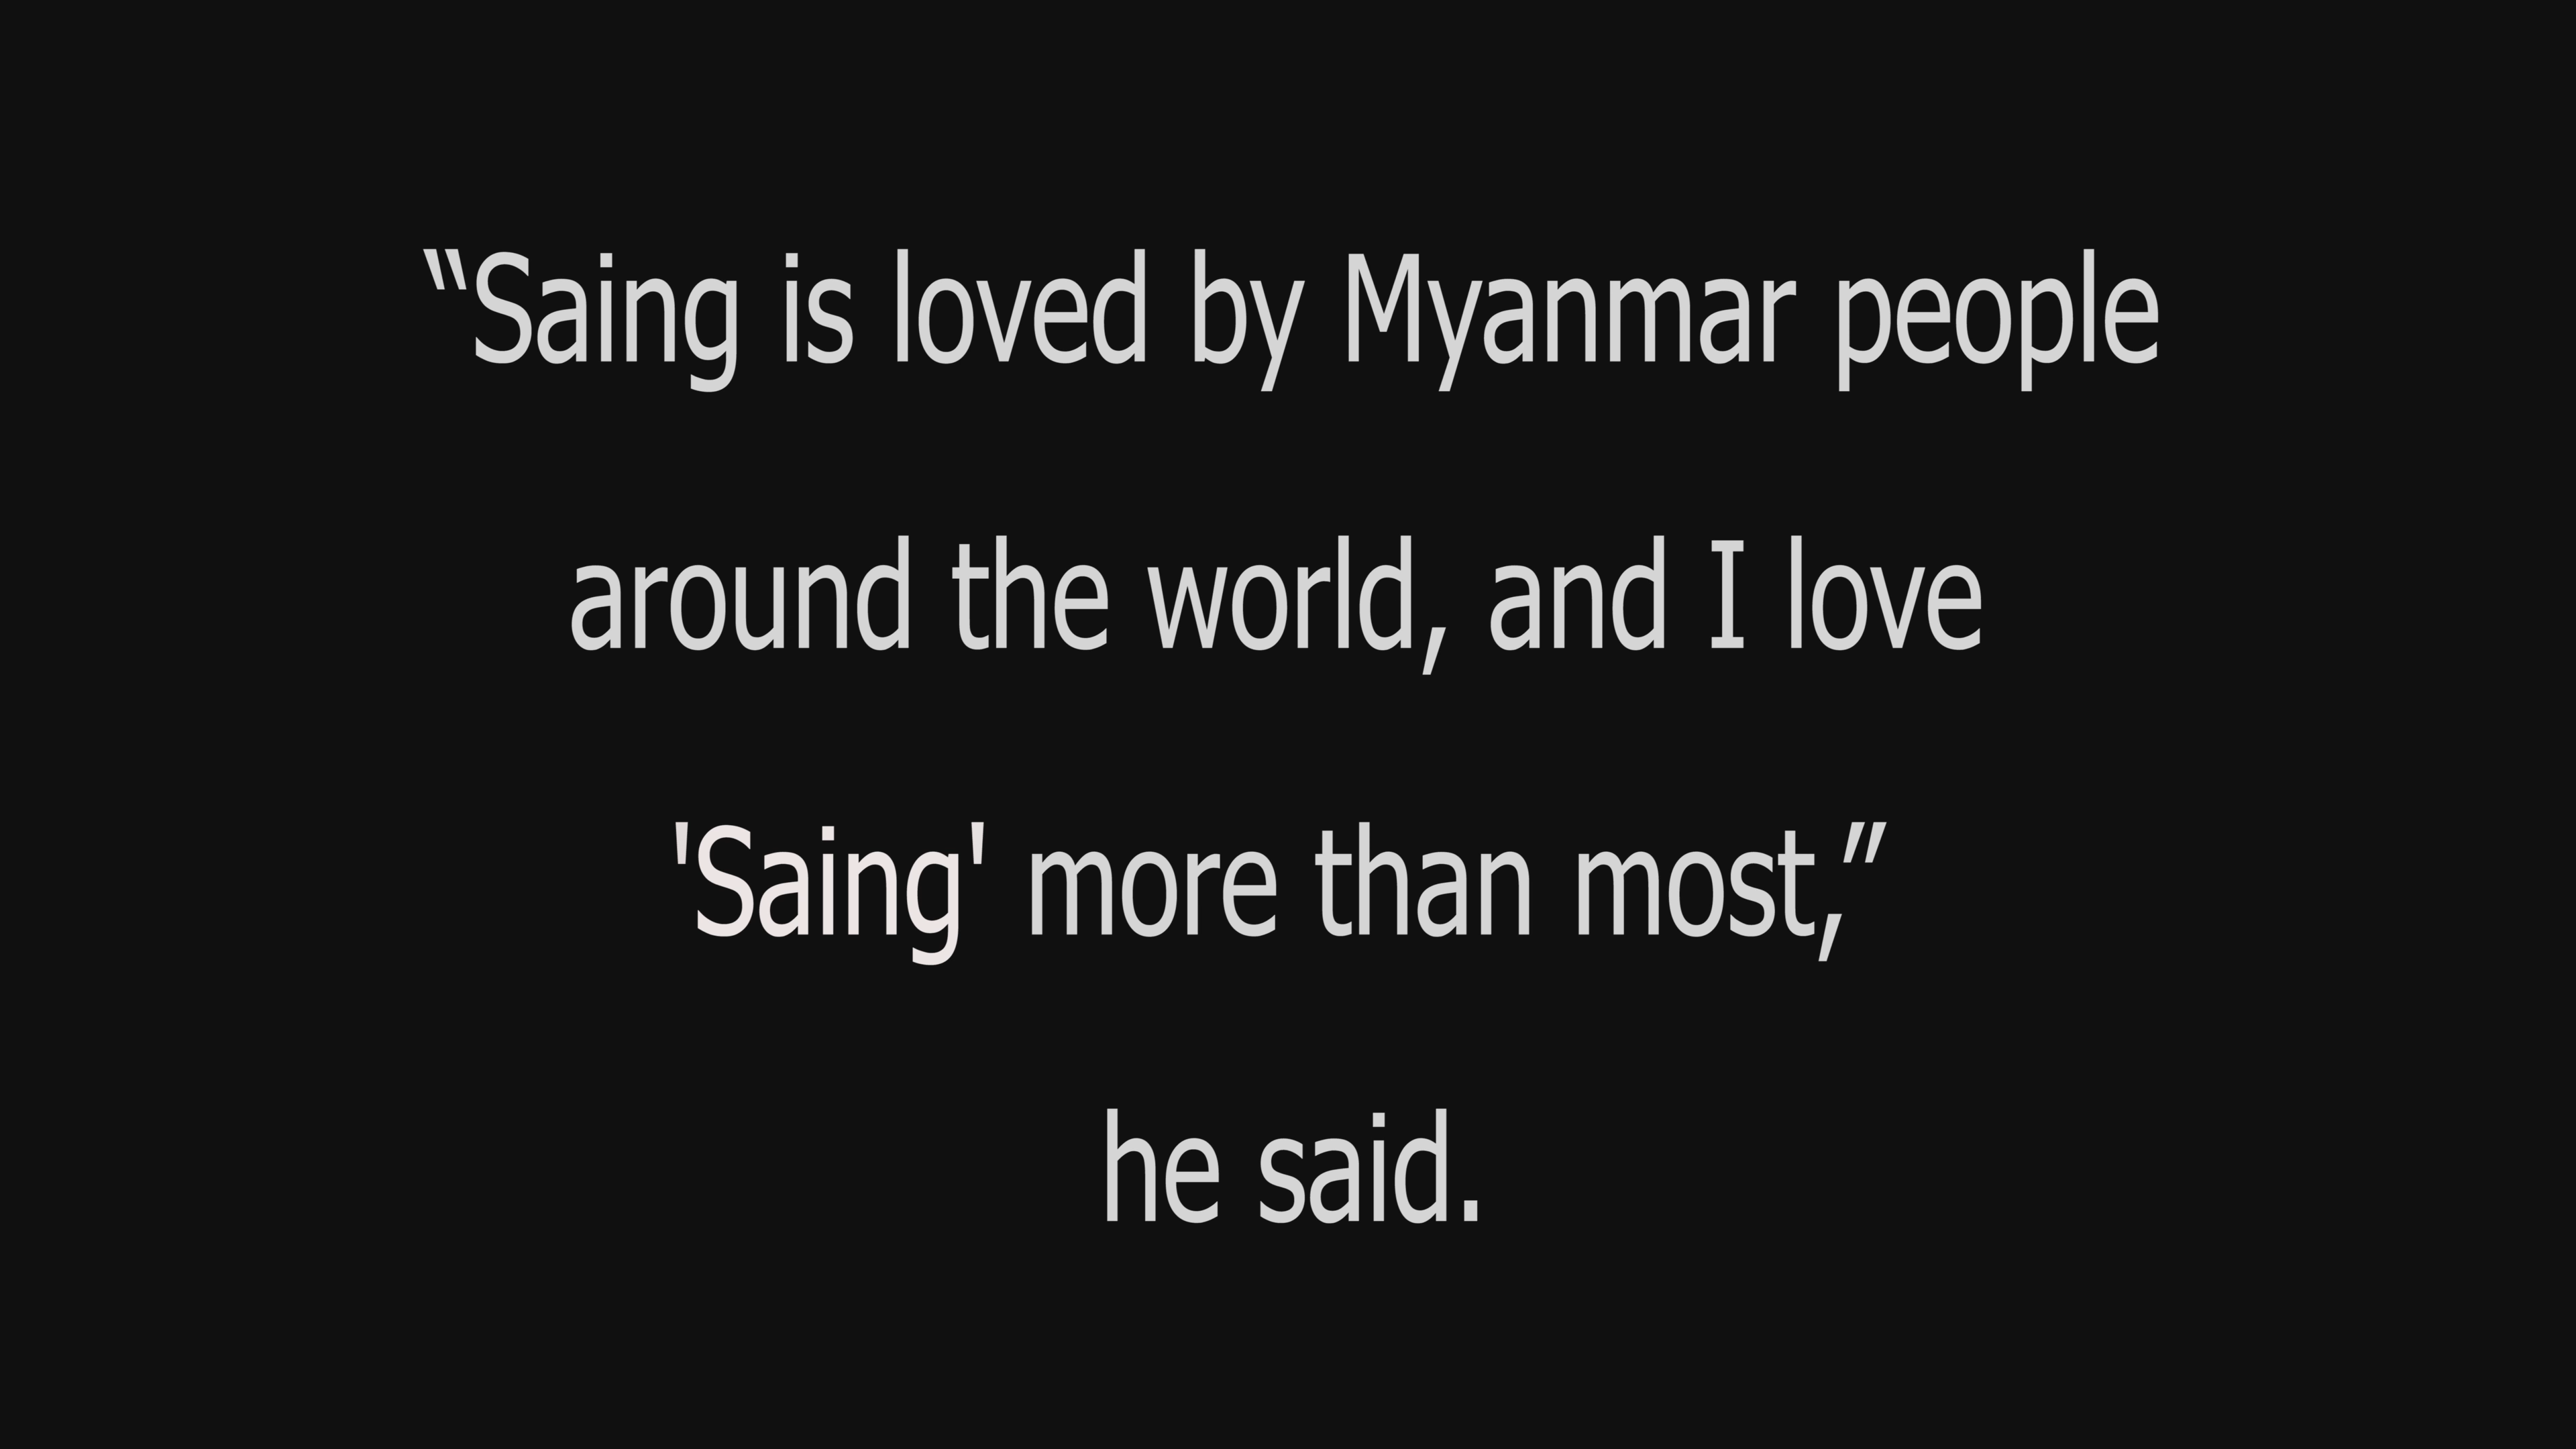 “Saing is loved by Myanmar people
around the world, and I love
'Saing' more than most,”
he said.